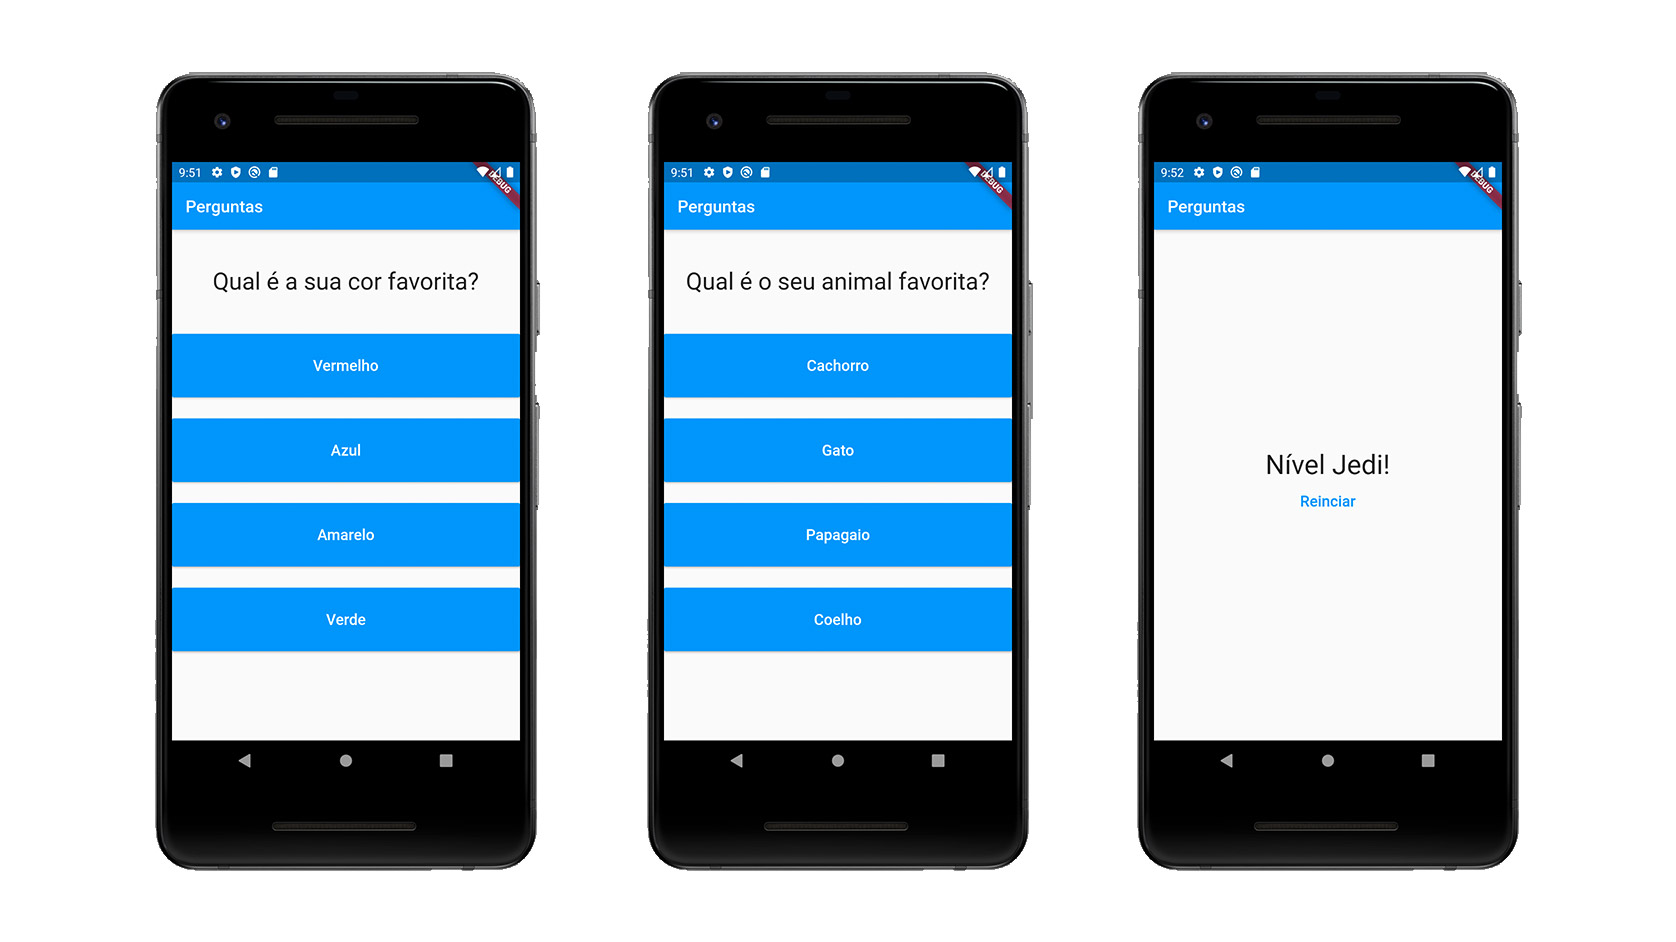 9:51
DEBUG
Perguntas
Qual é a sua cor favorita?
Vermelho
Azul
Amarelo
Verde
9:51
DEBUG
Perguntas
Qual é o seu animal favorita?
Cachorro
Gato
Papagaio
Coelho
9:52
DEBUG
Perguntas
Nível Jedi!
Reinciar